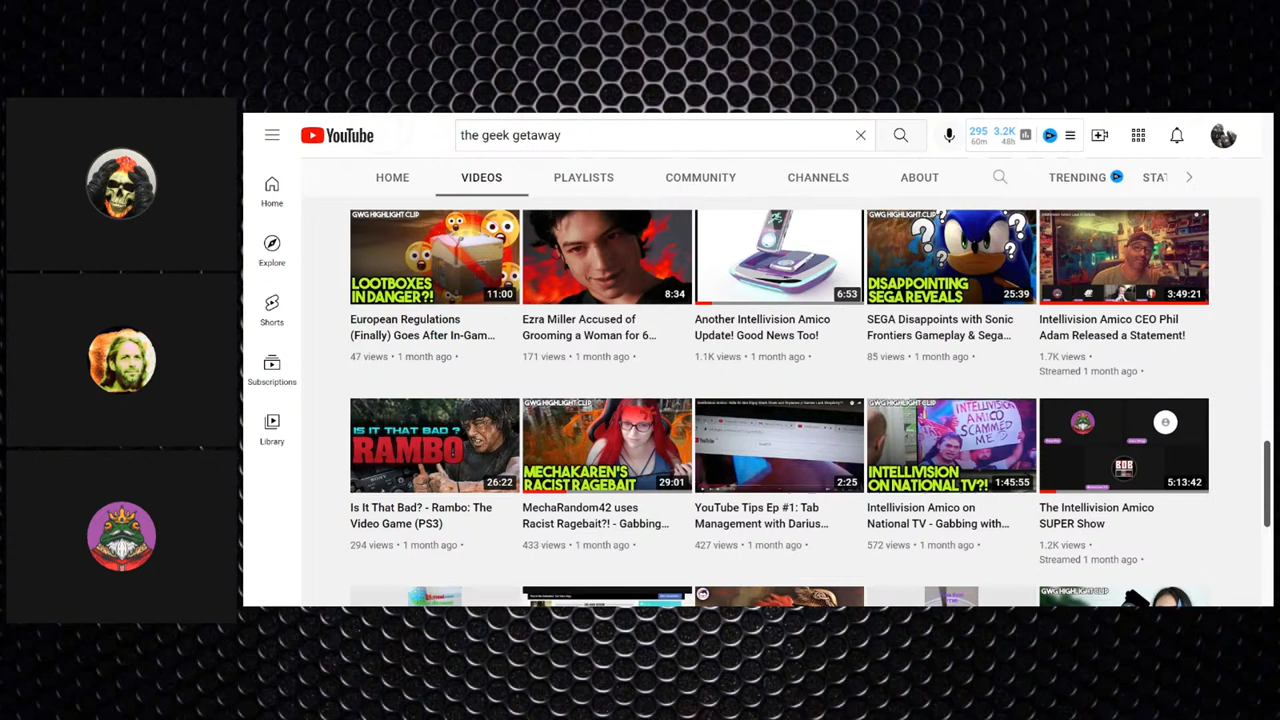 YouTube
the geek getaway
295
60m
3.2K
48h
HOME
VIDEOS
PLAYLISTS
COMMUNITY
CHANNELS
ABOUT
TRENDING
STAT
Home
Explore
Shorts
Subscriptions
Library
GWG HIGHLIGHT CLIP
LOOTBOXES
IN DANGER?!
11:00
European Regulations
(Finally) Goes After In-Gam...
47 views • 1 month ago •
8:34
Ezra Miller Accused of
Grooming a Woman for 6...
171 views • 1 month ago •
6:53
Another Intellivision Amico
Update! Good News Too!
1.1K views • 1 month ago •
GWG HIGHLIGHT CLIP
DISAPPOINTING
SEGA REVEALS
25:39
SEGA Disappoints with Sonic
Frontiers Gameplay & Sega...
85 views • 1 month ago •
3:49:21
Intellivision Amico CEO Phil
Adam Released a Statement!
1.7K views •
Streamed 1 month ago •
IS IT THAT BAD?
RAMBO
26:22
Is It That Bad? - Rambo: The
Video Game (PS3)
294 views • 1 month ago •
GWG HIGHLIGHT CLIP
MECHAKAREN'S
RACIST RAGEBAIT
29:01
MechaRandom42 uses
Racist Ragebait?! - Gabbing...
433 views • 1 month ago •
2:25
YouTube Tips Ep #1: Tab
Management with Darius...
427 views • 1 month ago •
GWG HIGHLIGHT CLIP
INTELLIVISION
AMICO
SCAMMED
ME
INTELLIVISION
ON NATIONAL TV?!
1:45:55
Intellivision Amico on
National TV - Gabbing with...
572 views • 1 month ago •
BOB
5:13:42
The Intellivision Amico
SUPER Show
1.2K views •
Streamed 1 month ago •
GWG HIGHLIGHT CLIP